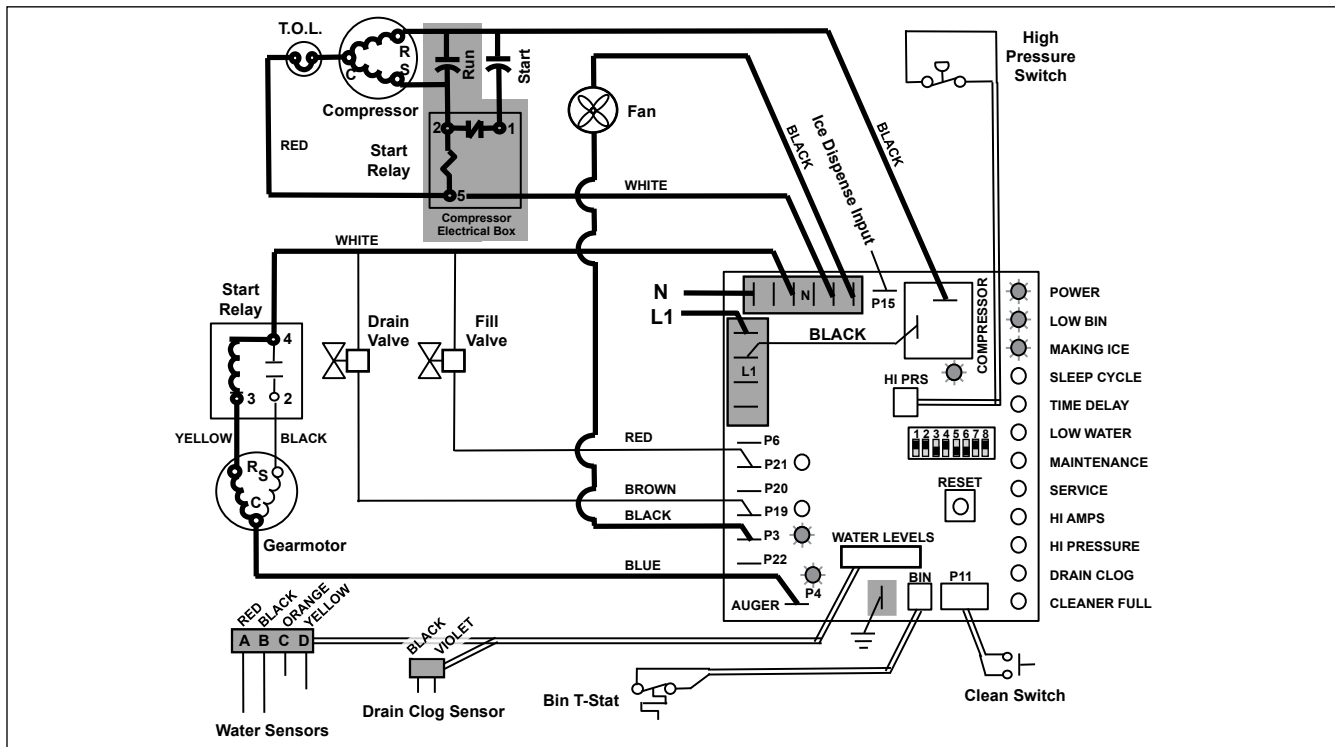 T.O.L.
C
R
S
Compressor
Run
Start
RED
Start
Relay
2
1
5
Compressor
Electrical Box
Fan
BLACK
Ice Dispense Input
BLACK
High
Pressure
Switch
WHITE
WHITE
Start
Relay
4
3
2
YELLOW
BLACK
R
S
C
Gearmotor
Drain
Valve
Fill
Valve
N
L1
N
P15
L1
BLACK
COMPRESSOR
HI PRS
1 2 3 4 5 6 7 8
RESET
RED
BROWN
BLACK
BLUE
P6
P21
P20
P19
P3
P22
P4
AUGER
WATER LEVELS
BIN
P11
POWER
LOW BIN
MAKING ICE
SLEEP CYCLE
TIME DELAY
LOW WATER
MAINTENANCE
SERVICE
HI AMPS
HI PRESSURE
DRAIN CLOG
CLEANER FULL
RED
BLACK
ORANGE
YELLOW
A B C D
Water Sensors
BLACK
VIOLET
Drain Clog Sensor
Bin T-Stat
Clean Switch